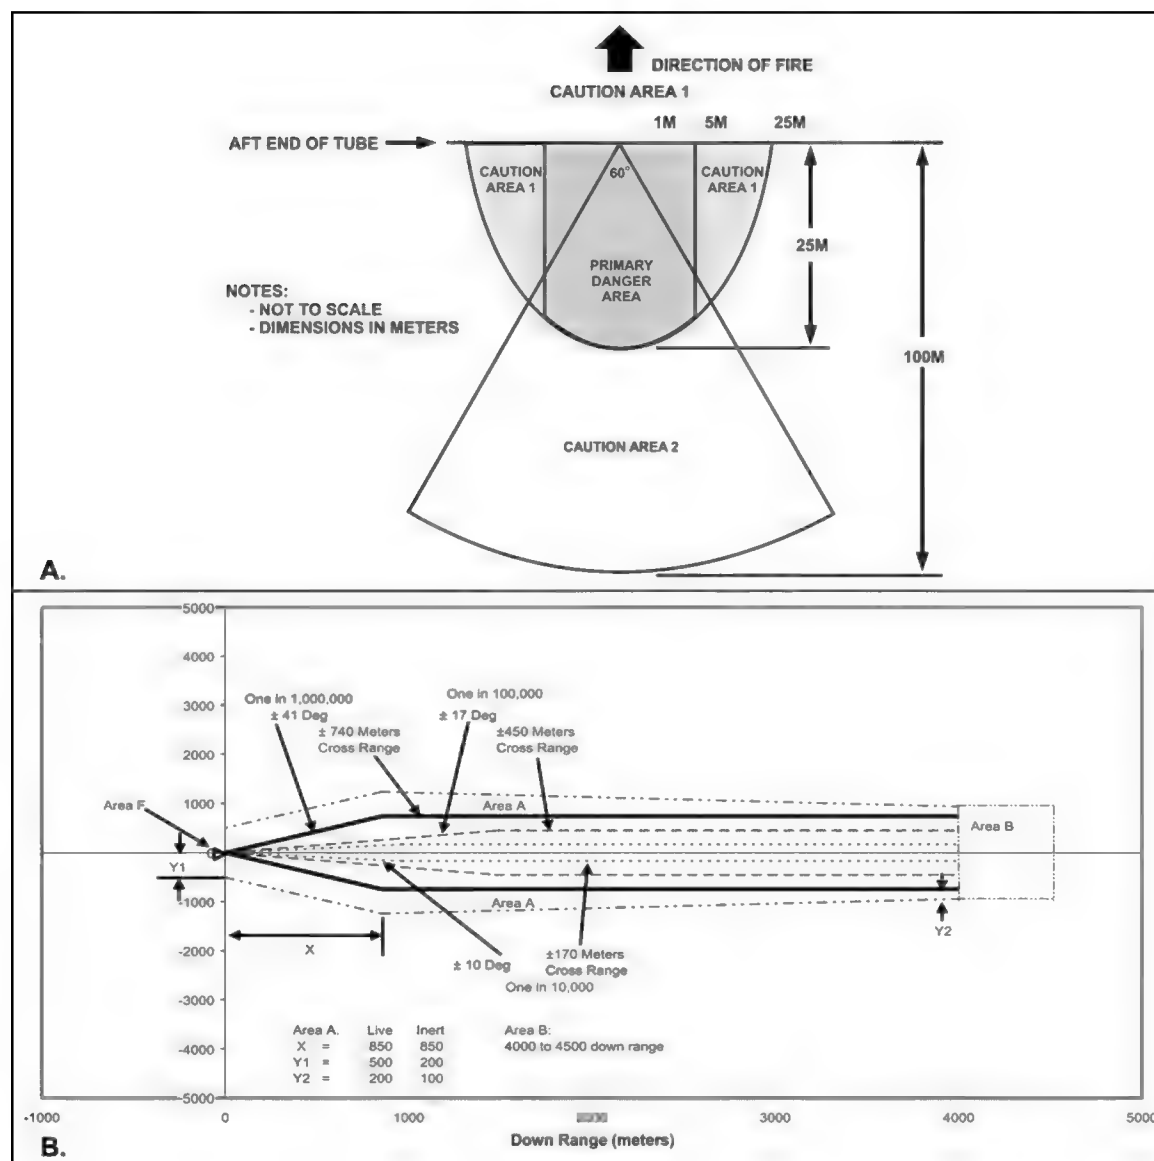 DIRECTION OF FIRE
CAUTION AREA 1
1M 5M 25M
AFT END OF TUBE
CAUTION
AREA 1
60°
CAUTION
AREA 1
25M
PRIMARY
DANGER
AREA
NOTES:
- NOT TO SCALE
- DIMENSIONS IN METERS
100M
CAUTION AREA 2
A.
5000
4000
3000
2000
1000
0
-1000
-2000
-3000
-4000
-5000
One in 1,000,000
± 41 Deg
± 740 Meters
Cross Range
One in 100,000
± 17 Deg
±450 Meters
Cross Range
Area F
Area A
Area B
Y1
Area A
Y2
X
± 10 Deg
±170 Meters
Cross Range
One in 10,000
Area A. Live Inert
X = 850 850
Y1 = 500 200
Y2 = 200 100
Area B:
4000 to 4500 down range
-1000 0 1000 3000 4000 5000
Down Range (meters)
B.